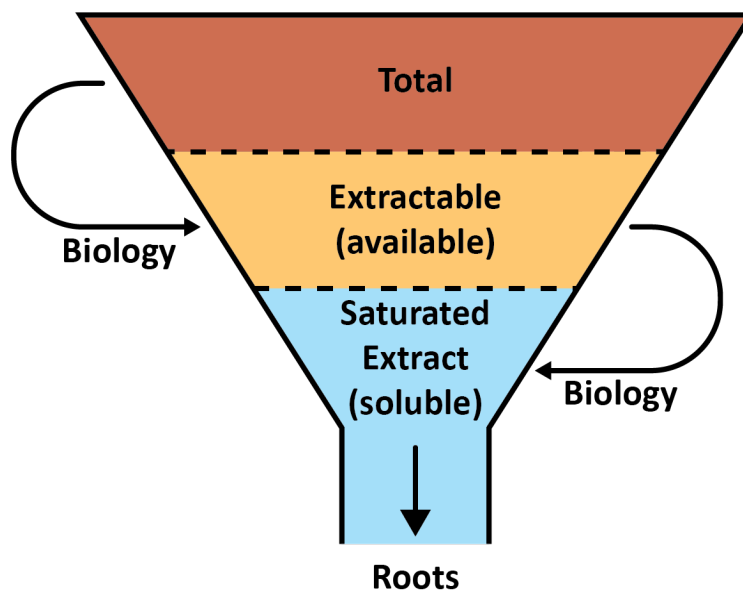 Total
Extractable
(available)
Biology
Saturated
Extract
(soluble)
Biology
Roots